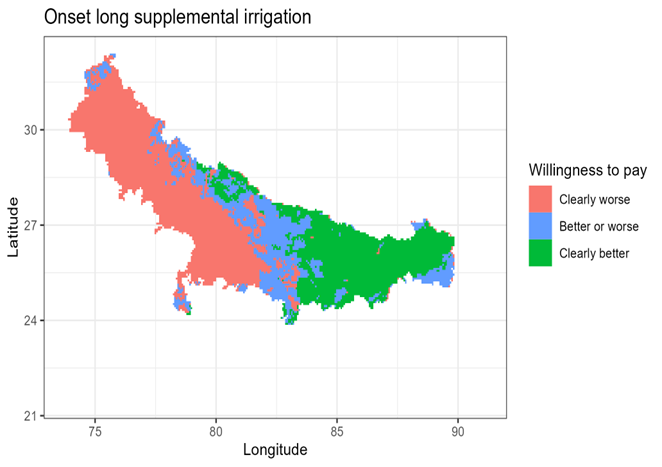 Onset long supplemental irrigation
Latitude
30
27
24
21
75
80
85
90
Longitude
Willingness to pay
Clearly worse
Better or worse
Clearly better